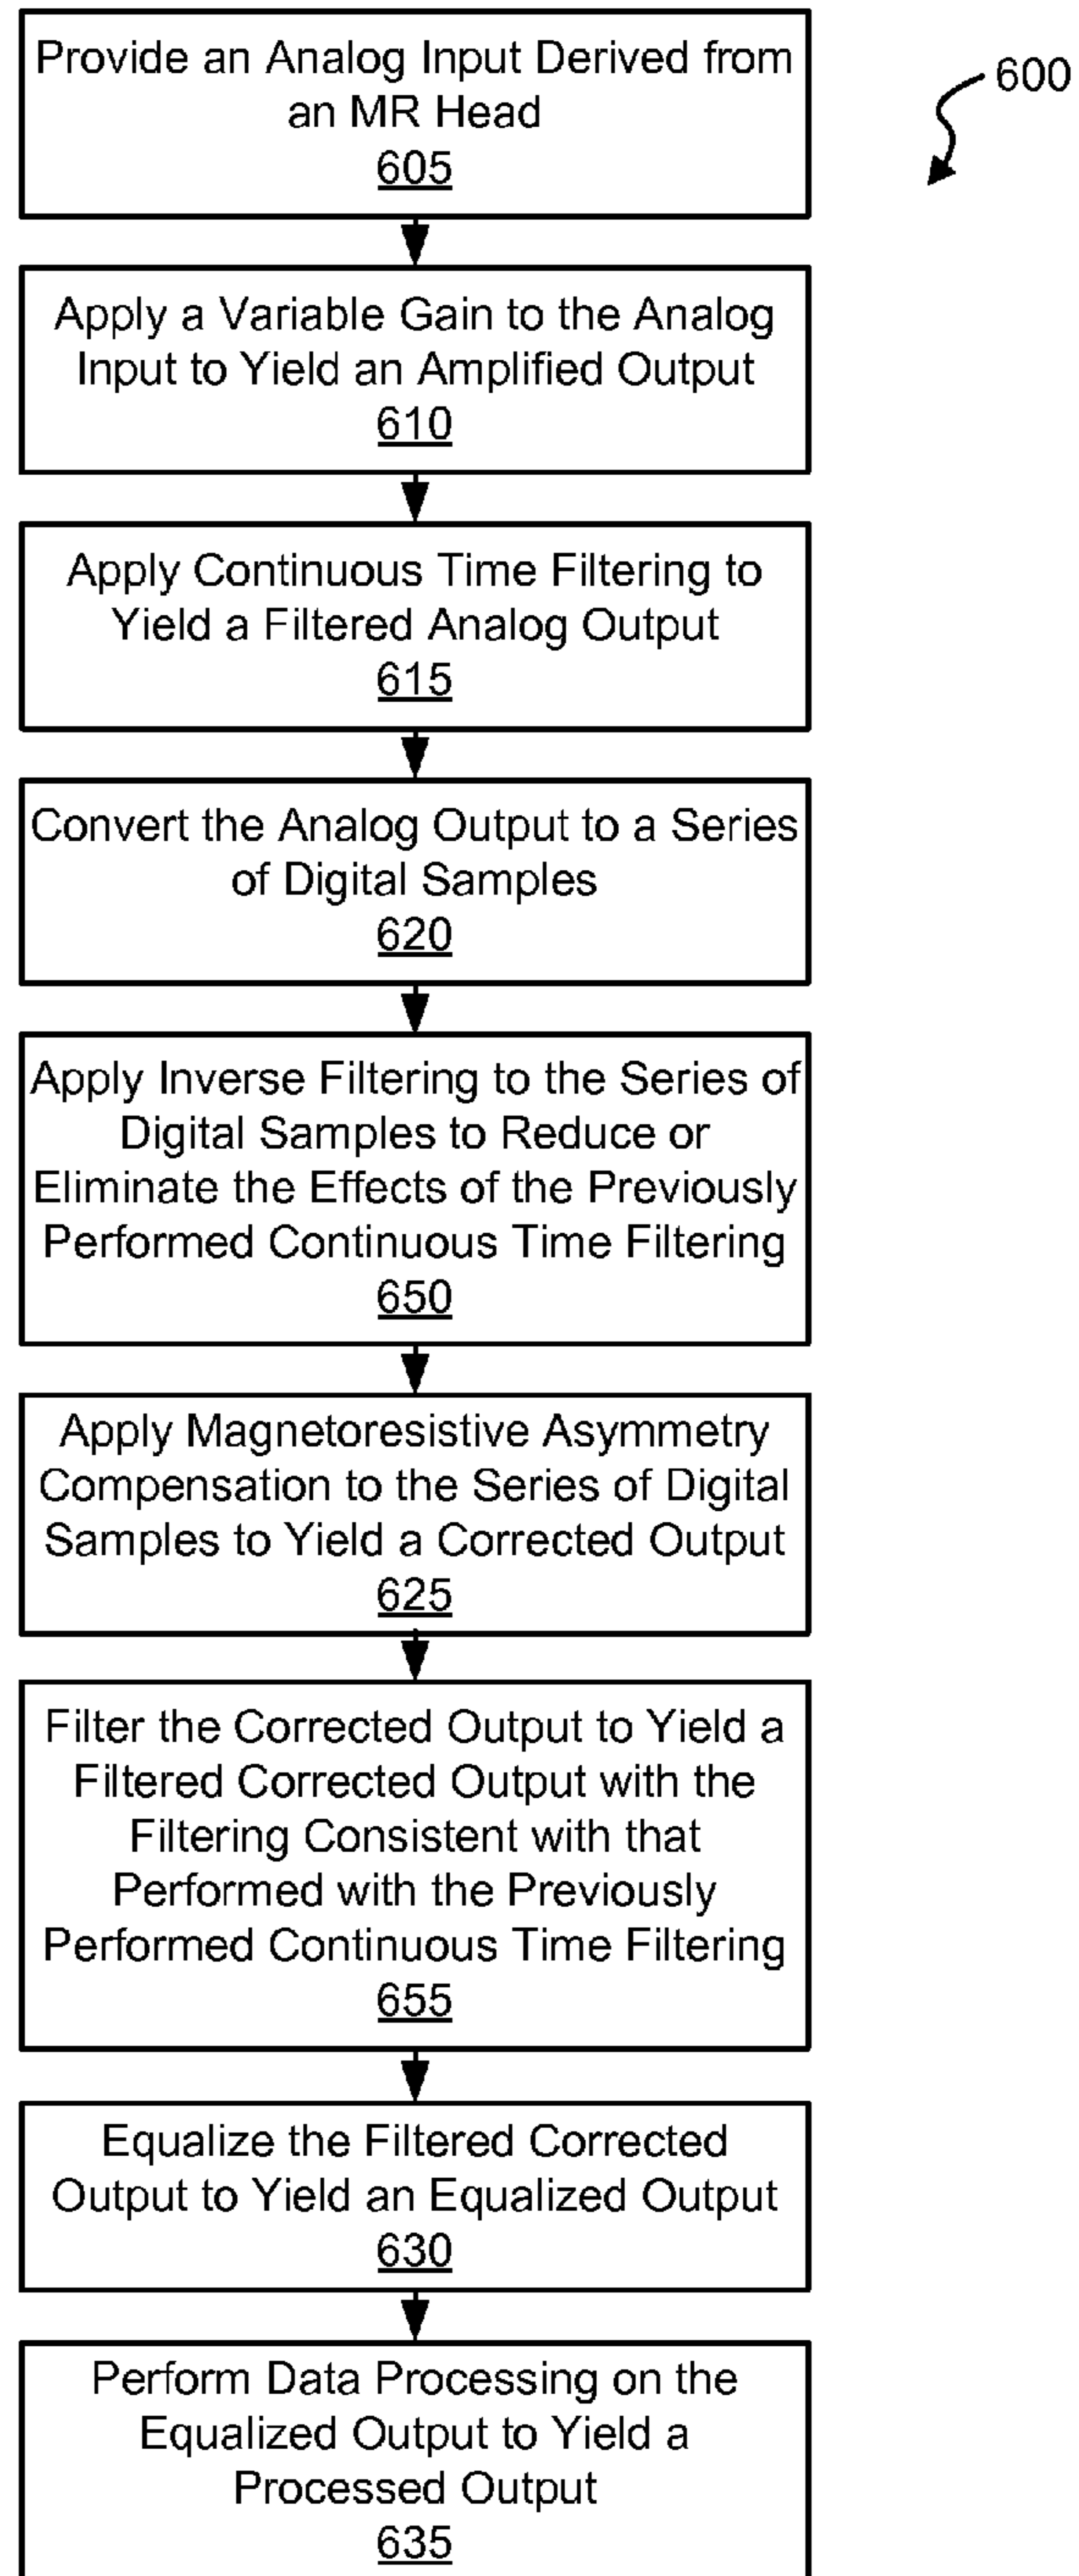 Provide an Analog Input Derived from
an MR Head
605
600
Apply a Variable Gain to the Analog
Input to Yield an Amplified Output
610
Apply Continuous Time Filtering to
Yield a Filtered Analog Output
615
Convert the Analog Output to a Series
of Digital Samples
620
Apply Inverse Filtering to the Series of
Digital Samples to Reduce or
Eliminate the Effects of the Previously
Performed Continuous Time Filtering
650
Apply Magnetoresistive Asymmetry
Compensation to the Series of Digital
Samples to Yield a Corrected Output
625
Filter the Corrected Output to Yield a
Filtered Corrected Output with the
Filtering Consistent with that
Performed with the Previously
Performed Continuous Time Filtering
655
Equalize the Filtered Corrected
Output to Yield an Equalized Output
630
Perform Data Processing on the
Equalized Output to Yield a
Processed Output
635